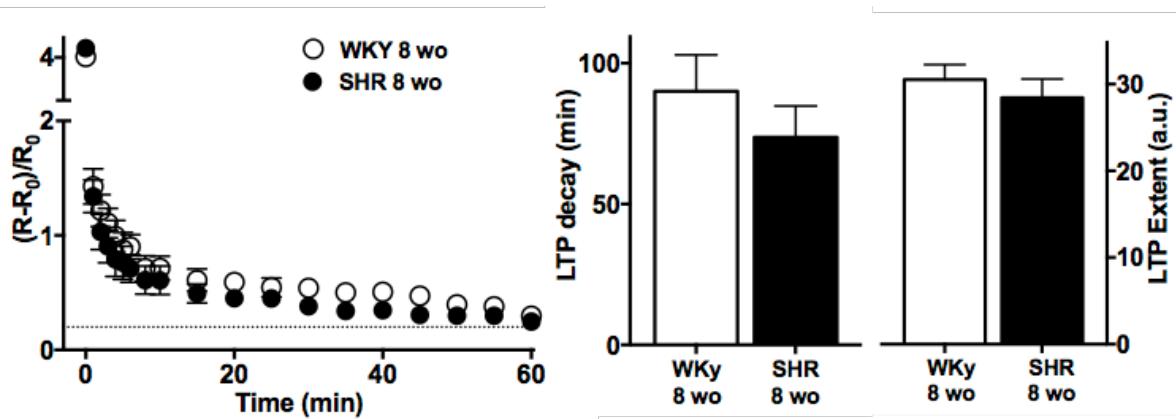 4
2
1
0
(R-R₀)/R₀
WKY 8 wo
SHR 8 wo
0
20
40
60
Time (min)
100
50
0
LTP decay (min)
WKy
8 wo
SHR
8 wo
30
20
10
0
LTP Extent (a.u.)
WKy
8 wo
SHR
8 wo